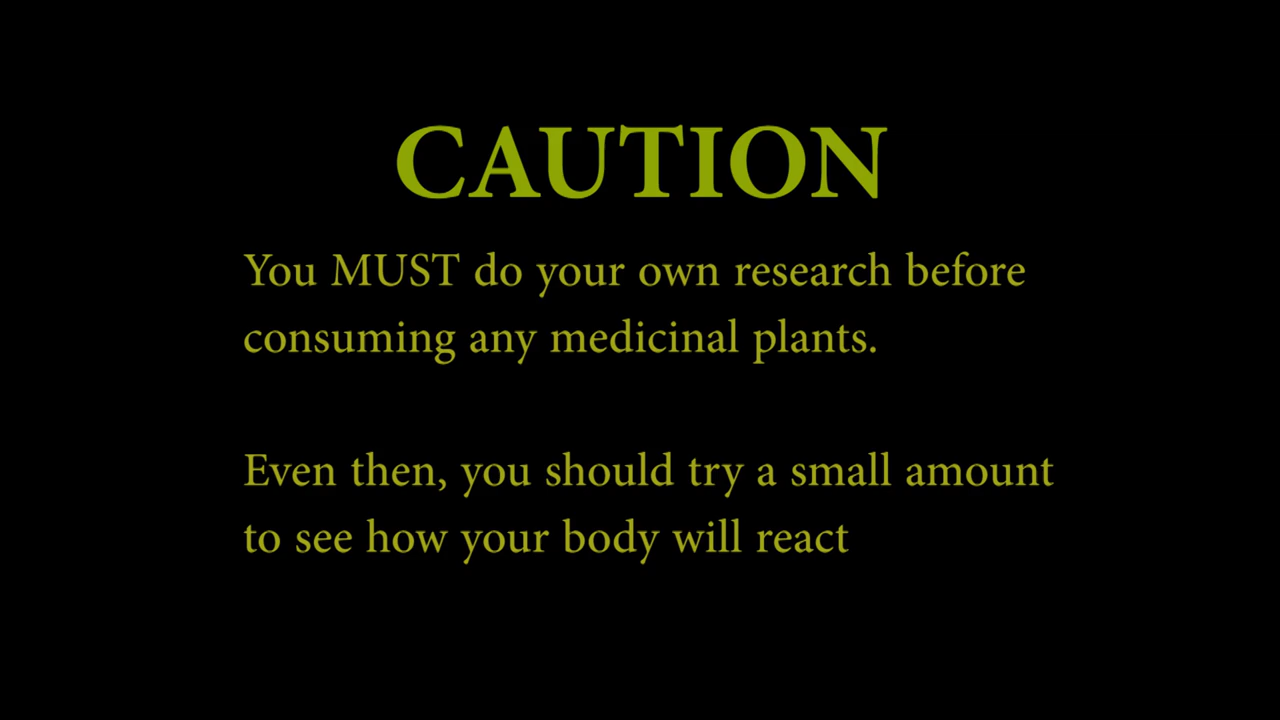 CAUTION
You MUST do your own research before
consuming any medicinal plants.
Even then, you should try a small amount
to see how your body will react